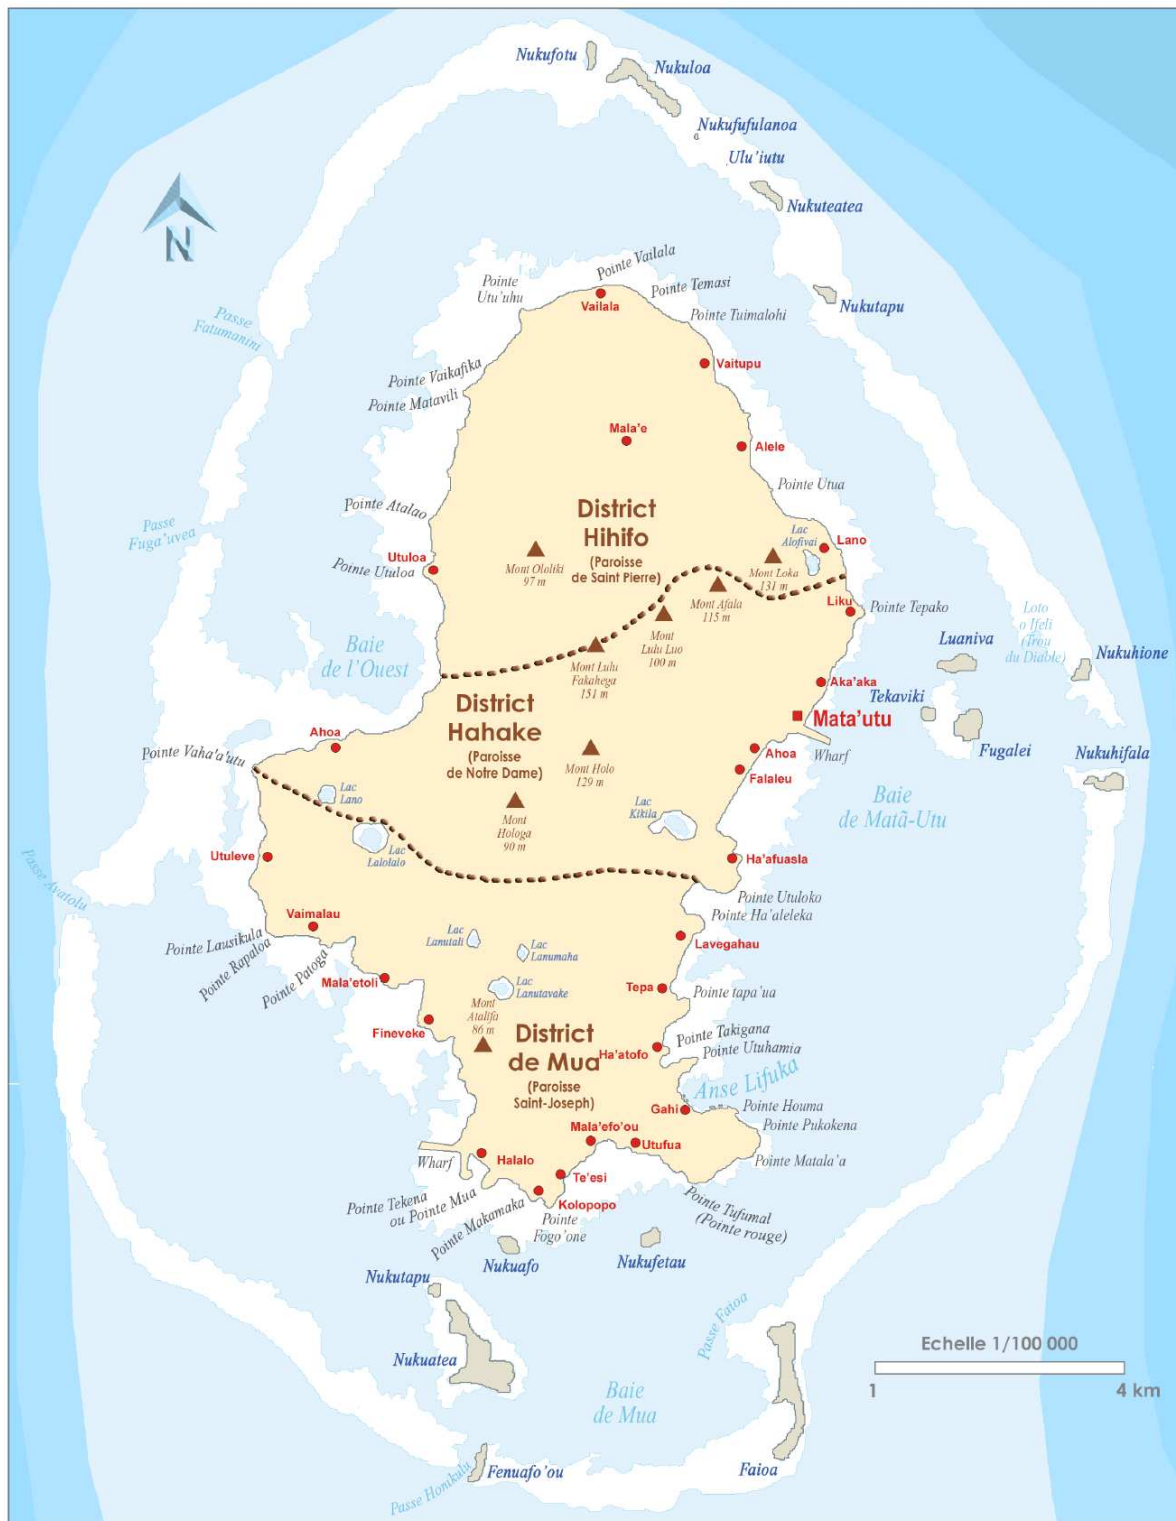 Nukufotu
Nukuloa
Nukufufulanoa
Ulu'iutu
Nukuteatea
N
Pointe
Utu'uhu
Pointe Vailala
Vailala
Pointe Temasi
Pointe Tuimalohi
Nukutapu
Passe
Fatumanini
Pointe Vaikafika
Pointe Matavili
Vaitupu
Mala'e
Alele
Pointe Utua
Pointe Atalao
Passe
Fuga'uvea
District
Hihifo
(Paroisse
de Saint Pierre)
Lac
Alofivai
Lano
Utuloa
Pointe Utuloa
Mont Ololiki
97 m
Mont Loka
131 m
Mont Afala
115 m
Liku
Pointe Tepako
Mont
Lulu Luo
100 m
Mont Lulu
Fakahega
151 m
Baie
de l'Ouest
Loto
o Ifeli
(Trou
du Diable)
Luaniva
Nukuhione
Aka'aka
Tekaviki
Mata'utu
Fugalei
Wharf
District
Hahake
(Paroisse
de Notre Dame)
Ahoa
Pointe Vaha'a'utu
Ahoa
Falaleu
Nukuhifala
Mont Holo
129 m
Lac
Lano
Mont
Hologa
90 m
Lac
Kikila
Baie
de Matã-Utu
Lac
Lalolalo
Utuleve
Ha'afuasla
Passe Avatolu
Pointe Utuloko
Pointe Ha'aleleka
Vaimalau
Pointe Lausikula
Pointe Rapaloa
Pointe Patoga
Lac
Lanutali
Lac
Lanumaha
Lavegahau
Mala'etoli
Lac
Lanutavake
Tepa
Pointe tapa'ua
Fineveke
Mont
Atalifa
86 m
District
de Mua
(Paroisse
Saint-Joseph)
Ha'atofo
Pointe Takigana
Pointe Utuhamia
Anse Lifuka
Gahi
Pointe Houma
Pointe Pukokena
Pointe Matala'a
Mala'efo'ou
Utufua
Halalo
Wharf
Te'esi
Kolopopo
Pointe Tekena
ou Pointe Mua
Pointe Makamaka
Pointe
Fogo'one
Pointe Tufumal
(Pointe rouge)
Nukuafo
Nukufetau
Nukutapu
Nukuatea
Passe Faioa
Echelle 1/100 000
1
4 km
Baie
de Mua
Passe Honikulu
Fenuafo'ou
Faioa